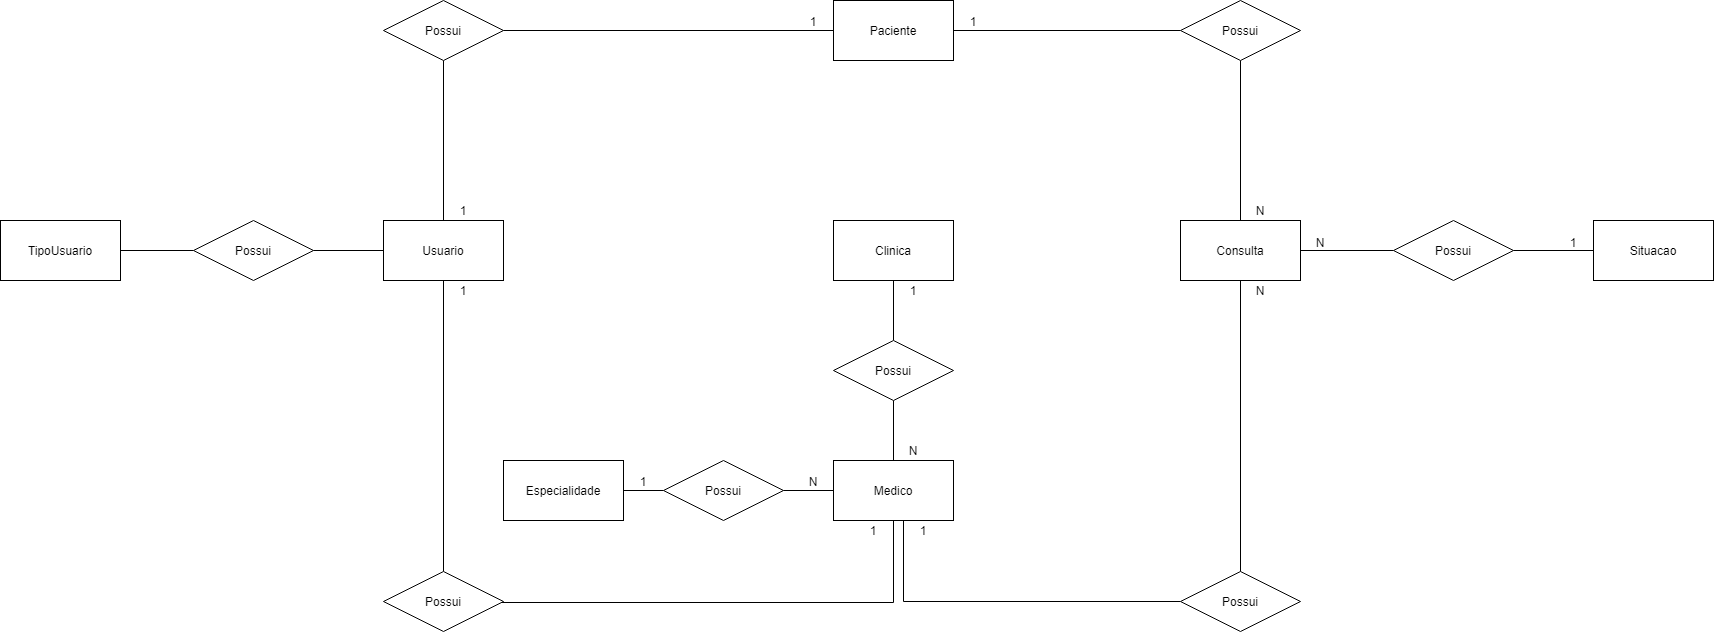 1
1
Possui
Paciente
Possui
1
N
TipoUsuario
Possui
Usuario
Clinica
Consulta
N
Possui
1
Situacao
1
1
N
Possui
N
Especialidade
1
Possui
N
Medico
1
1
Possui
Possui